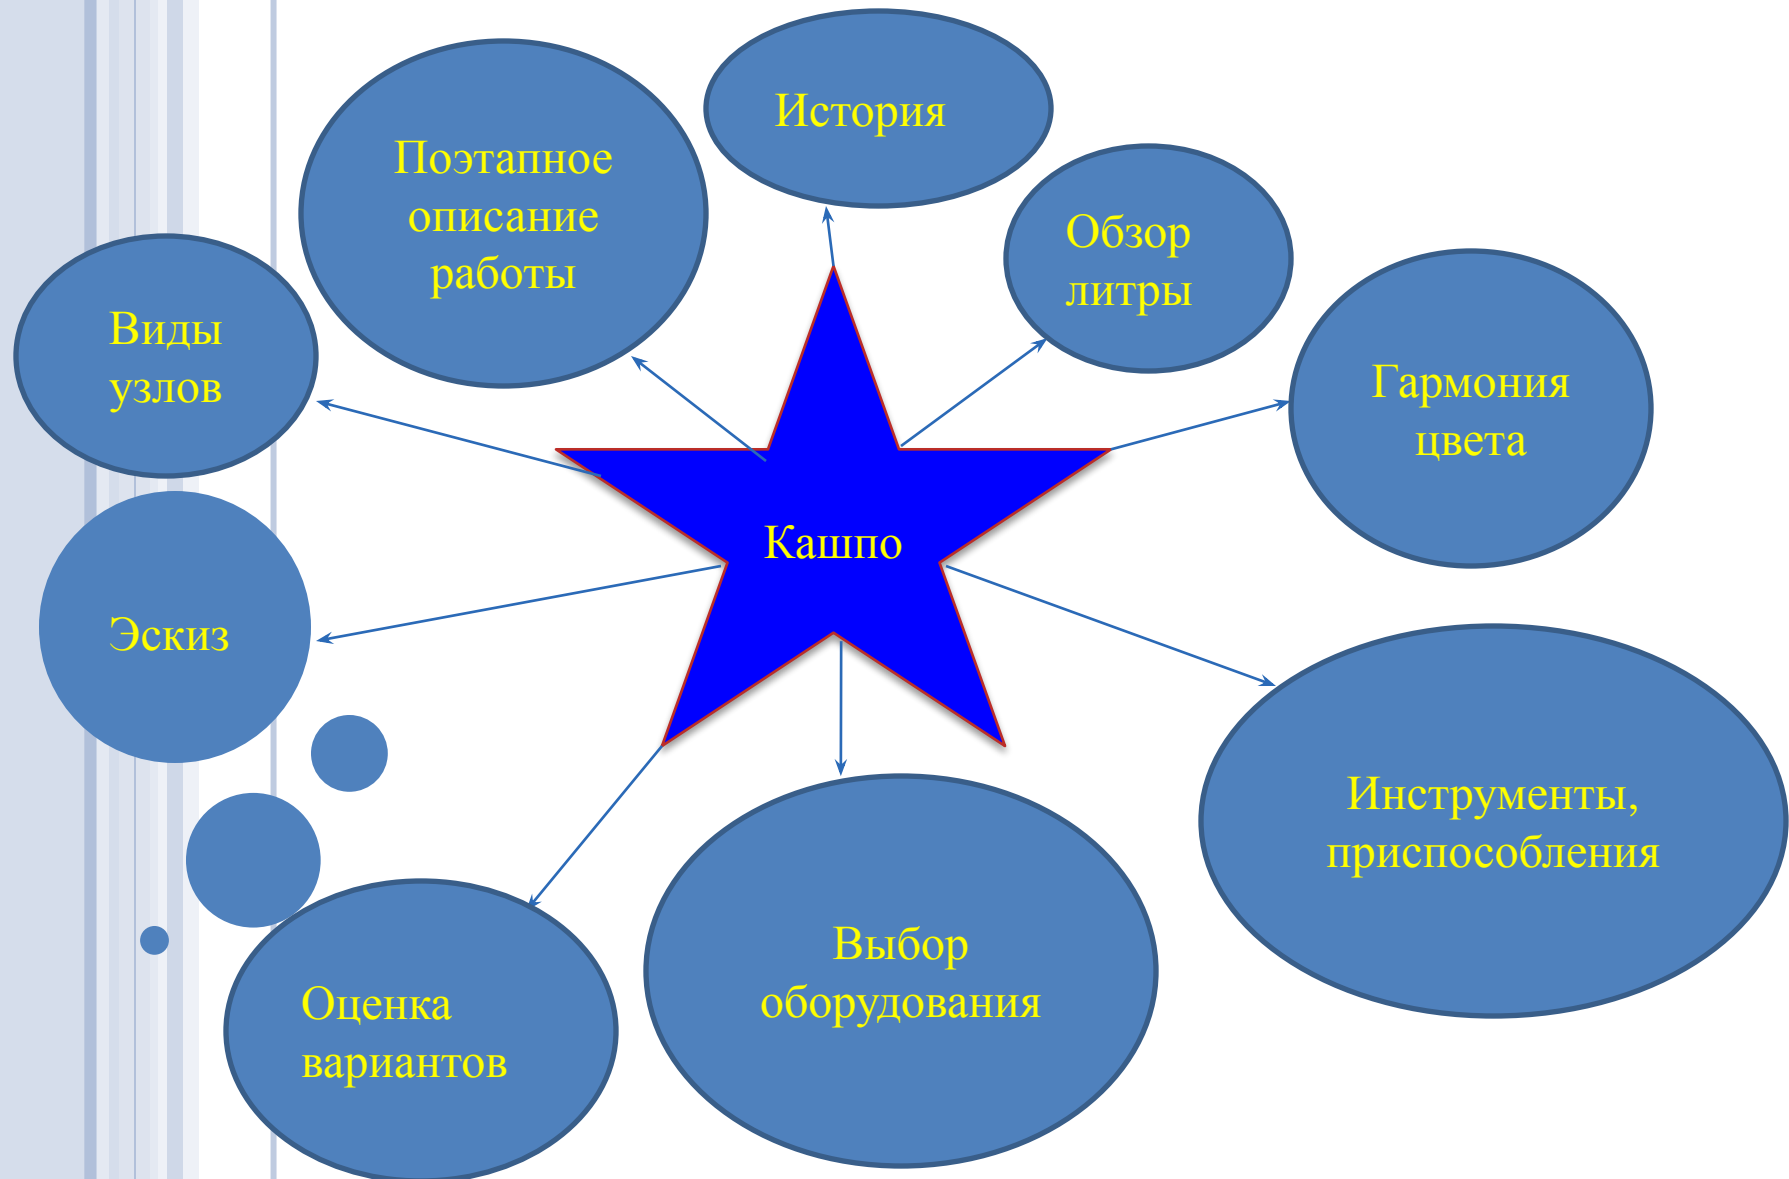 История
Поэтапное
описание
работы
Обзор
литры
Виды
узлов
Гармония
цвета
Кашпо
Эскиз
Инструменты,
приспособления
Выбор
оборудования
Оценка
вариантов